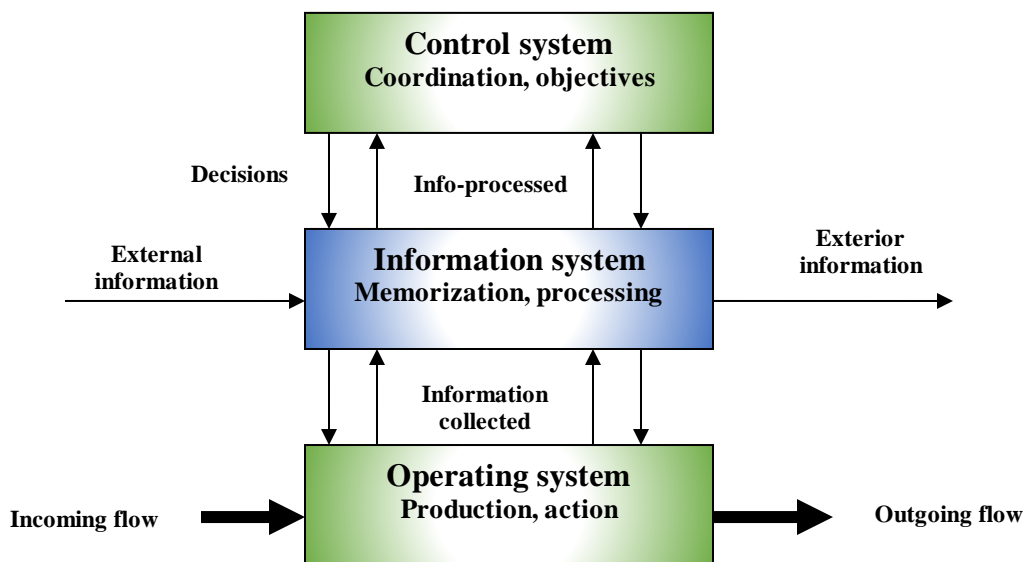 Control system
Coordination, objectives
Decisions
Info-processed
External
information
Information system
Memorization, processing
Exterior
information
Information
collected
Operating system
Production, action
Incoming flow
Outgoing flow